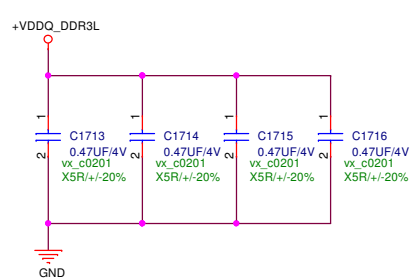 +VDDQ_DDR3L
1 1 1 1
C1713 C1714 C1715 C1716
0.47UF/4V 0.47UF/4V 0.47UF/4V 0.47UF/4V
2 2 2 2
vx_c0201 vx_c0201 vx_c0201 vx_c0201
X5R/+/-20% X5R/+/-20% X5R/+/-20% X5R/+/-20%
GND